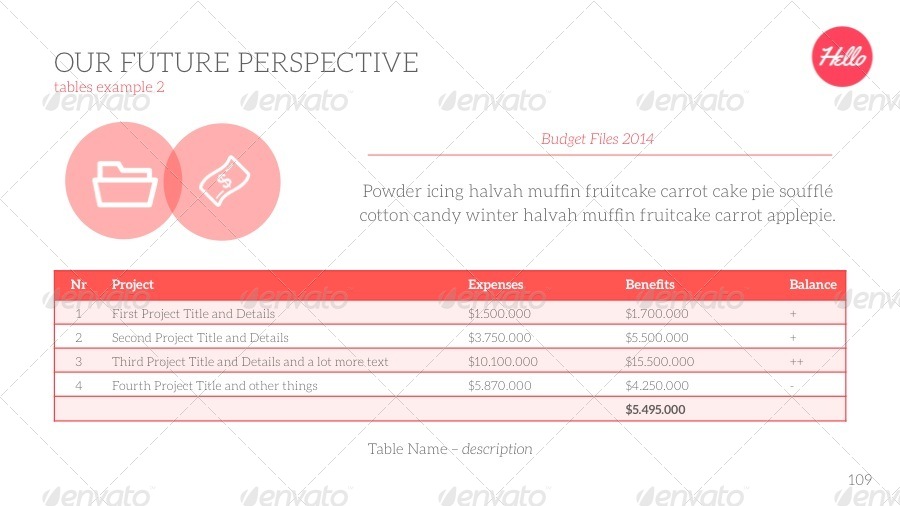 OUR FUTURE PERSPECTIVE
tables example 2
Hello
Budget Files 2014
Powder icing halvah muffin fruitcake carrot cake pie soufflé
cotton candy winter halvah muffin fruitcake carrot applepie.
$
Nr Project Expenses Benefits Balance
1 First Project Title and Details $1.500.000 $1.700.000 +
2 Second Project Title and Details $3.750.000 $5.500.000 +
3 Third Project Title and Details and a lot more text $10.100.000 $15.500.000 ++
4 Fourth Project Title and other things $5.870.000 $4.250.000 -
$5.495.000
Table Name – description
109
envato